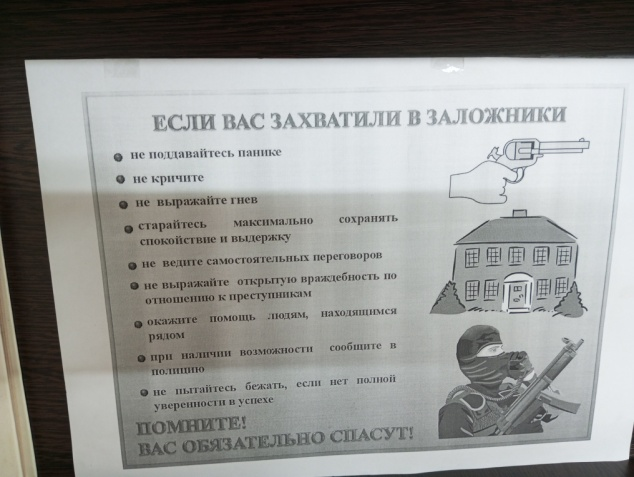 ЕСЛИ ВАС ЗАХВАТИЛИ В ЗАЛОЖНИКИ
не поддавайтесь панике
не кричите
не выражайте гнев
старайтесь максимально сохранять
спокойствие и выдержку
не ведите самостоятельных переговоров
не выражайте открытую враждебность по
отношению к преступникам
окажите помощь людям, находящимся
рядом
при наличии возможности сообщите в
полицию
не пытайтесь бежать, если нет полной
уверенности в успехе
ПОМНИТЕ!
ВАС ОБЯЗАТЕЛЬНО СПАСУТ!